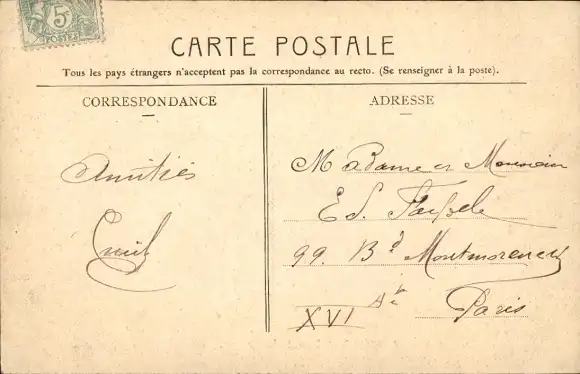 5
POSTES
CARTE POSTALE
Tous les pays étrangers n'acceptent pas la correspondance au recto. (Se renseigner à la poste).
CORRESPONDANCE
ADRESSE
Amitiés
Madame et Monsieur
Ed.
99. Bd Montmorency
XVI
Paris